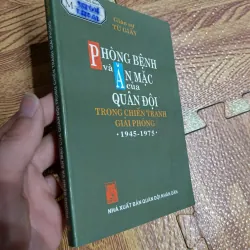 Giáo sư
TỪ GIẤY
PHÒNG BỆNH
và ĂN MẶC
của
QUÂN ĐỘI
TRONG CHIẾN TRANH
GIẢI PHÓNG
·1945-1975·
NHÀ XUẤT BẢN QUÂN ĐỘI NHÂN DÂN